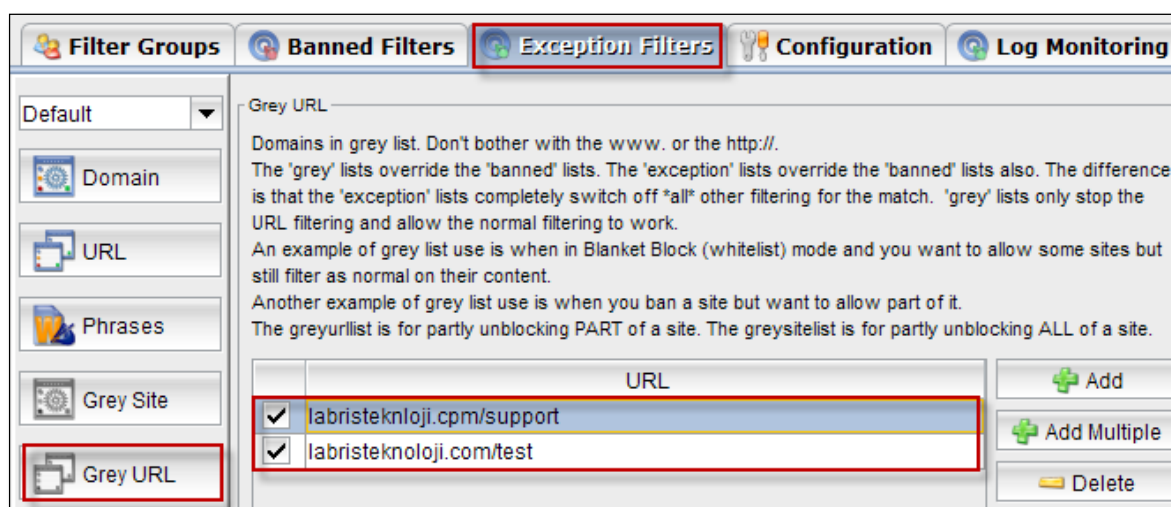 Filter Groups Banned Filters Exception Filters Configuration Log Monitoring
Default
Domain
URL
Phrases
Grey Site
Grey URL
Grey URL
Domains in grey list. Don't bother with the www. or the http://.
The 'grey' lists override the 'banned' lists. The 'exception' lists override the 'banned' lists also. The difference
is that the 'exception' lists completely switch off *all* other filtering for the match. 'grey' lists only stop the
URL filtering and allow the normal filtering to work.
An example of grey list use is when in Blanket Block (whitelist) mode and you want to allow some sites but
still filter as normal on their content.
Another example of grey list use is when you ban a site but want to allow part of it.
The greyurllist is for partly unblocking PART of a site. The greysitelist is for partly unblocking ALL of a site.
URL
labristeknloji.cpm/support
labristeknoloji.com/test
Add
Add Multiple
Delete